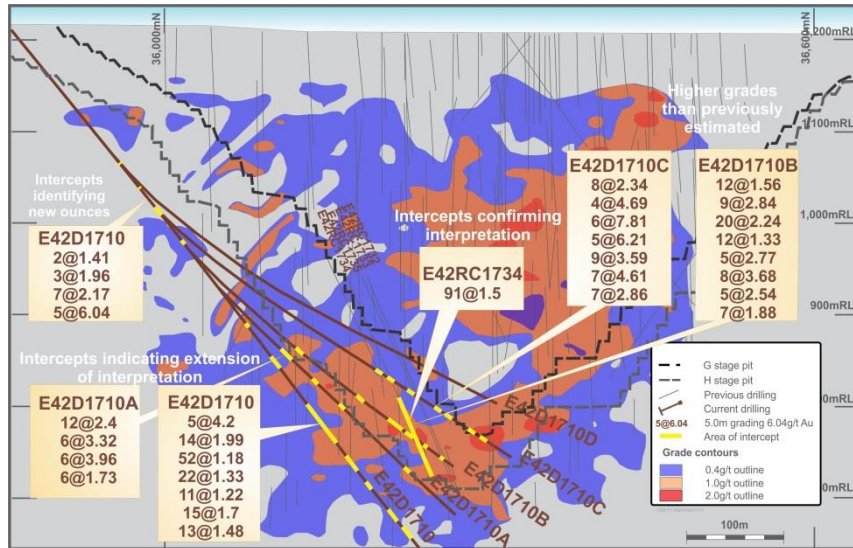 36,000mN
36,600mN
1,200mRL
Higher grades
than previously
estimated
1,100mRL
Intercepts
identifying
new ounces
E42D1710
2@1.41
3@1.96
7@2.17
5@6.04
Intercepts confirming
interpretation
E42RC1734
91@1.5
E42D1710C
8@2.34
4@4.69
6@7.81
5@6.21
9@3.59
7@4.61
7@2.86
E42D1710B
12@1.56
9@2.84
20@2.24
12@1.33
5@2.77
8@3.68
5@2.54
7@1.88
1,000mRL
900mRL
Intercepts indicating extension
of interpretation
E42D1710A
12@2.4
6@3.32
6@3.96
6@1.73
E42D1710
5@4.2
14@1.99
52@1.18
22@1.33
11@1.22
15@1.7
13@1.48
E42D1710D
E42D1710C
E42D1710B
E42D1710A
E42D1710
G stage pit
H stage pit
Previous drilling
Current drilling
5@6.04 5.0m grading 6.04g/t Au
Area of intercept
Grade contours
0.4g/t outline
1.0g/t outline
2.0g/t outline
100m